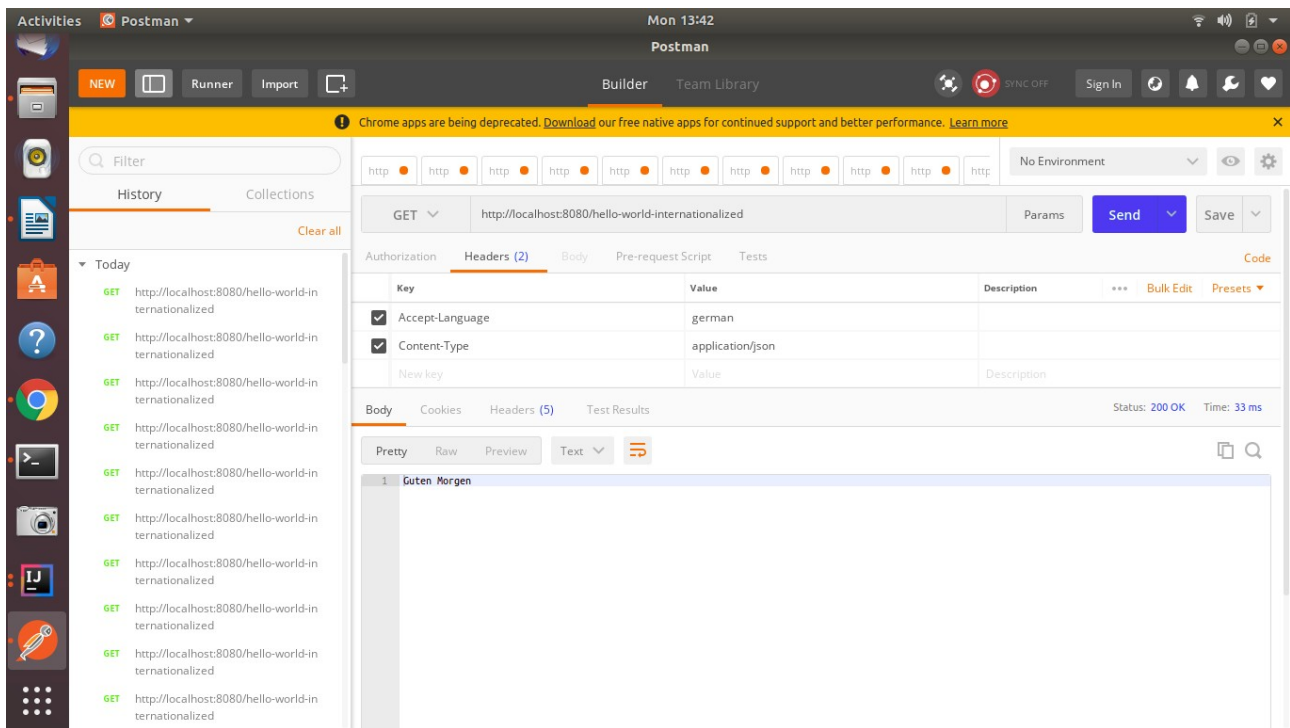 Activities Postman Mon 13:42
Postman
NEW Runner Import Builder Team Library SYNC OFF Sign In
Chrome apps are being deprecated. Download our free native apps for continued support and better performance. Learn more
Filter
History Collections
Clear all
Today
GET http://localhost:8080/hello-world-in
ternationalized
GET http://localhost:8080/hello-world-in
ternationalized
GET http://localhost:8080/hello-world-in
ternationalized
GET http://localhost:8080/hello-world-in
ternationalized
GET http://localhost:8080/hello-world-in
ternationalized
GET http://localhost:8080/hello-world-in
ternationalized
GET http://localhost:8080/hello-world-in
ternationalized
GET http://localhost:8080/hello-world-in
ternationalized
GET http://localhost:8080/hello-world-in
ternationalized
GET http://localhost:8080/hello-world-in
ternationalized
http http http http http http http http http http http No Environment
GET http://localhost:8080/hello-world-internationalized Params Send Save
Authorization Headers (2) Body Pre-request Script Tests Code
Key Value Description Bulk Edit Presets
Accept-Language german
Content-Type application/json
New key Value Description
Body Cookies Headers (5) Test Results Status: 200 OK Time: 33 ms
Pretty Raw Preview Text
1 Guten Morgen